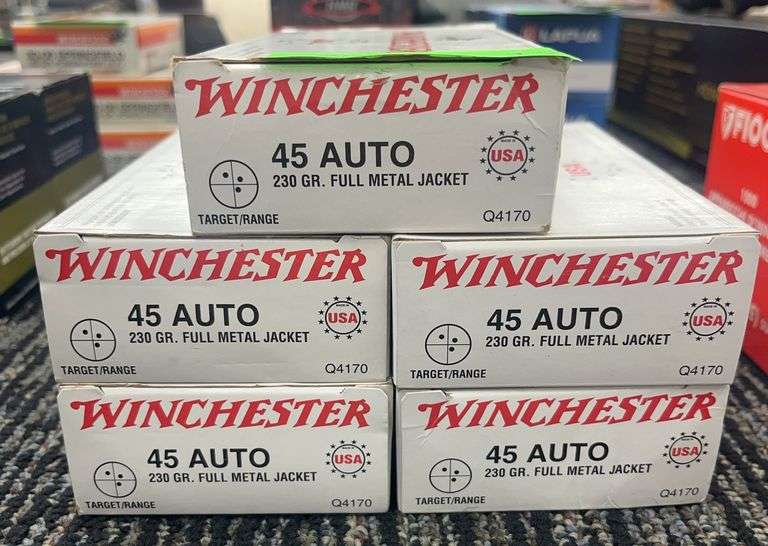 WINCHESTER
45 AUTO
230 GR. FULL METAL JACKET
MADE IN
USA
TARGET/RANGE
Q4170
WINCHESTER
45 AUTO
230 GR. FULL METAL JACKET
USA
TARGET/RANGE
Q4170
WINCHESTER
45 AUTO
230 GR. FULL METAL JACKET
USA
TARGET/RANGE
Q4170
WINCHESTER
45 AUTO
230 GR. FULL METAL JACKET
USA
TARGET/RANGE
Q4170
WINCHESTER
45 AUTO
230 GR. FULL METAL JACKET
USA
TARGET/RANGE
Q4170
LAPUA
FIOC